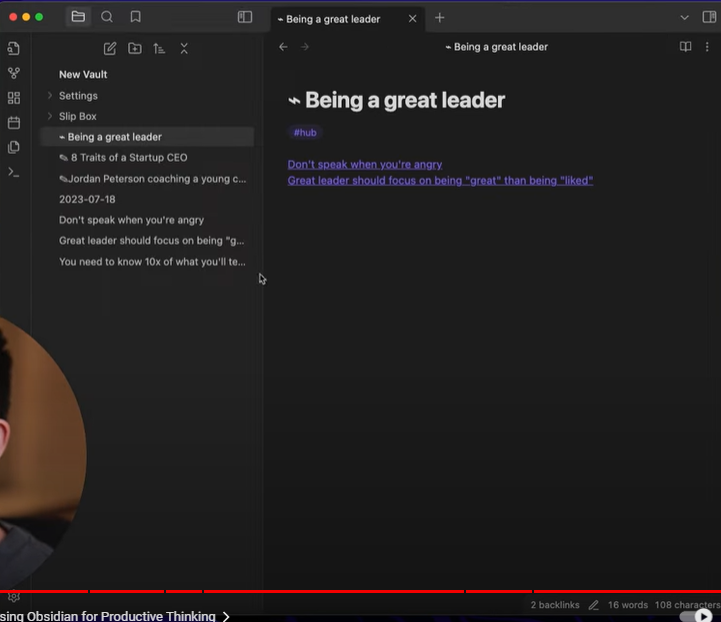 ⌁ Being a great leader
⌁ Being a great leader
New Vault
Settings
Slip Box
⌁ Being a great leader
✎ 8 Traits of a Startup CEO
✎Jordan Peterson coaching a young c...
2023-07-18
Don't speak when you're angry
Great leader should focus on being "g...
You need to know 10x of what you'll te...
⌁ Being a great leader
#hub
Don't speak when you're angry
Great leader should focus on being "great" than being "liked"
2 backlinks 16 words 108 characters
sing Obsidian for Productive Thinking